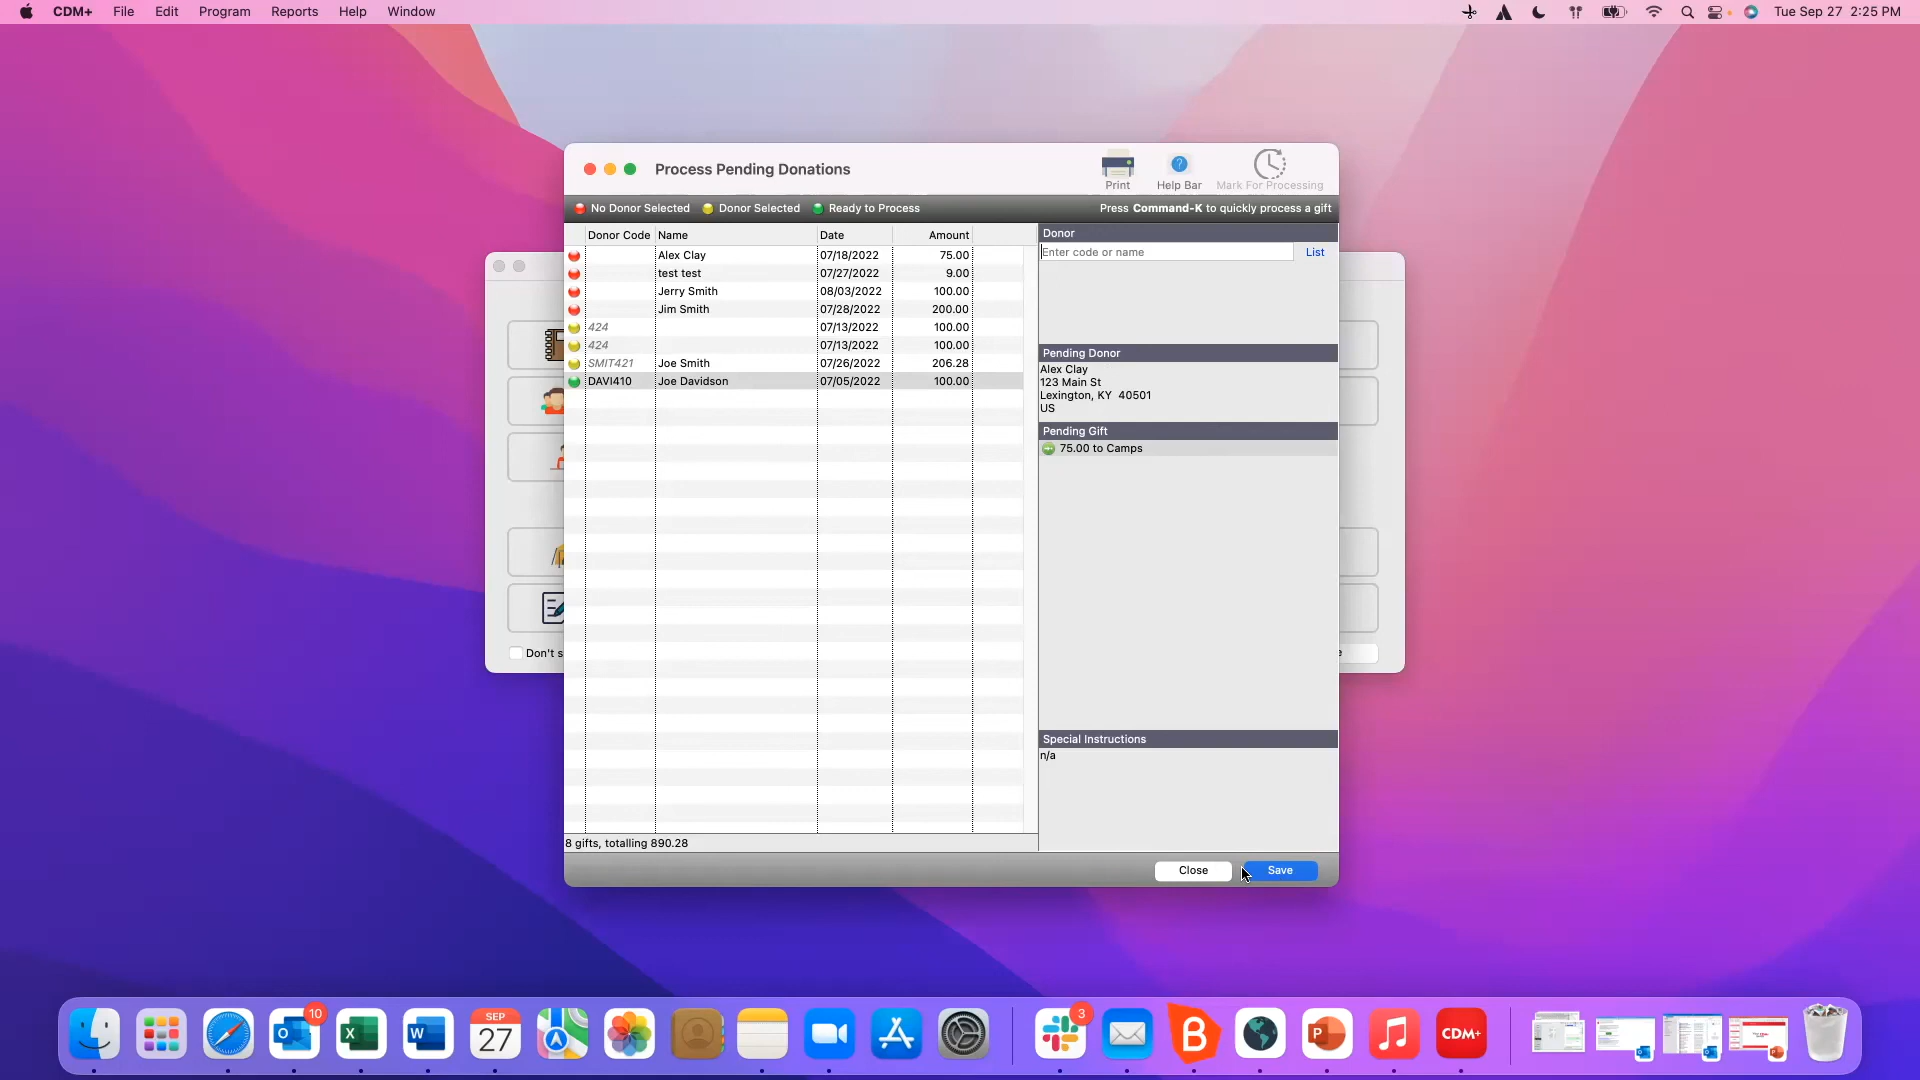 CDM+ File Edit Program Reports Help Window Tue Sep 27 2:25 PM
Process Pending Donations
Print Help Bar Mark For Processing
No Donor Selected Donor Selected Ready to Process Press Command-K to quickly process a gift
Donor Code Name Date Amount
Alex Clay 07/18/2022 75.00
test test 07/27/2022 9.00
Jerry Smith 08/03/2022 100.00
Jim Smith 07/28/2022 200.00
424 07/13/2022 100.00
424 07/13/2022 100.00
SMIT421 Joe Smith 07/26/2022 206.28
DAVI410 Joe Davidson 07/05/2022 100.00
8 gifts, totalling 890.28
Donor
Enter code or name List
Pending Donor
Alex Clay
123 Main St
Lexington, KY 40501
US
Pending Gift
75.00 to Camps
Special Instructions
n/a
Close Save
Don't s
e
10
SEP
27
3
CDM+